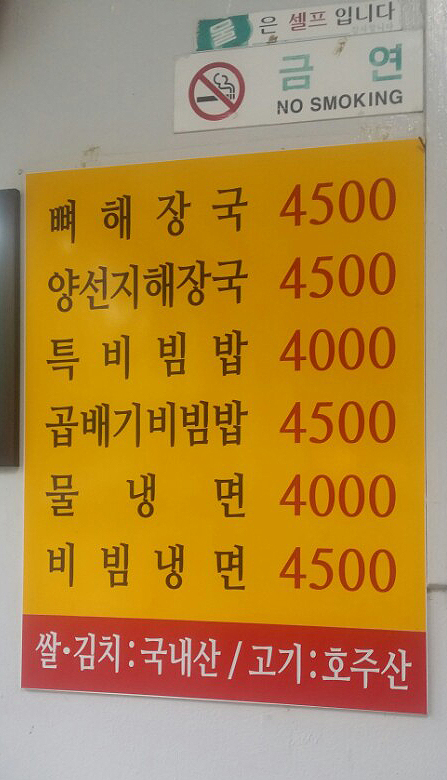 물은 셀프입니다
금연
NO SMOKING
뼈해장국 4500
양선지해장국 4500
특비빔밥 4000
곱배기비빔밥 4500
물냉면 4000
비빔냉면 4500
쌀·김치:국내산/고기:호주산